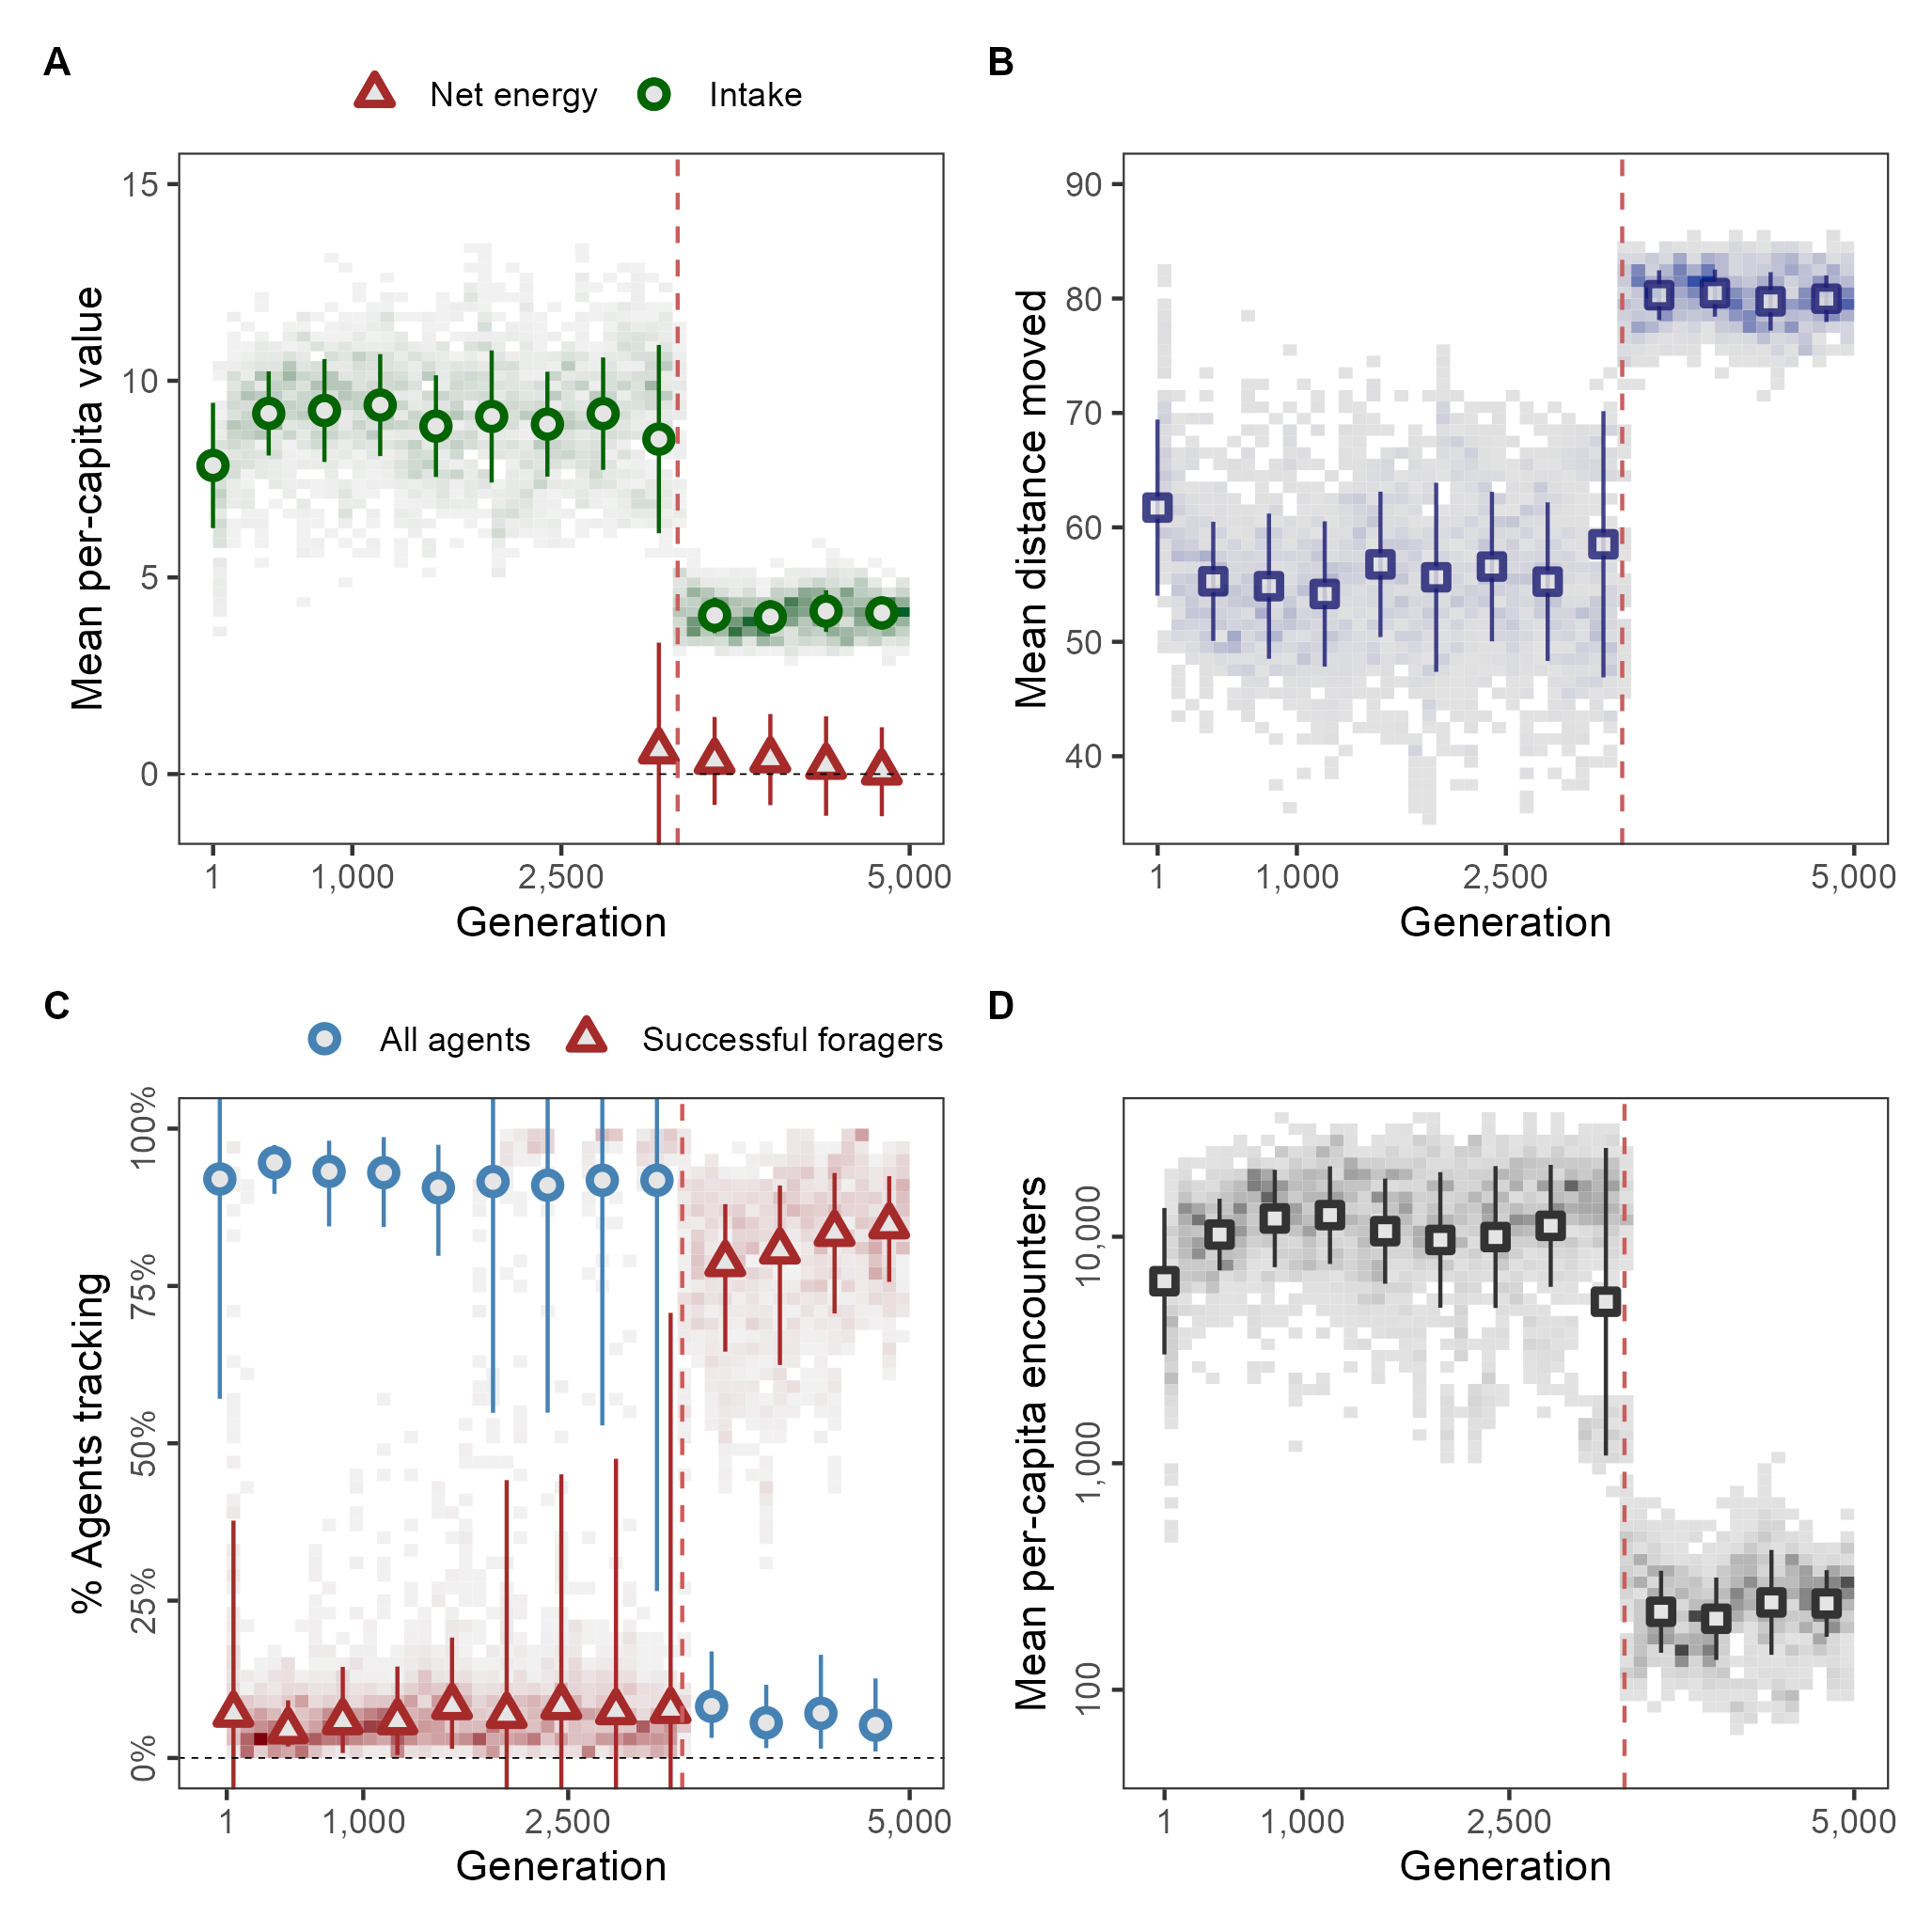 A
Net energy
Intake
Mean per-capita value
15
10
5
0
1
1,000
2,500
5,000
Generation
B
Mean distance moved
90
80
70
60
50
40
1
1,000
2,500
5,000
Generation
C
All agents
Successful foragers
% Agents tracking
100%
75%
50%
25%
0%
1
1,000
2,500
5,000
Generation
D
Mean per-capita encounters
10,000
1,000
100
1
1,000
2,500
5,000
Generation